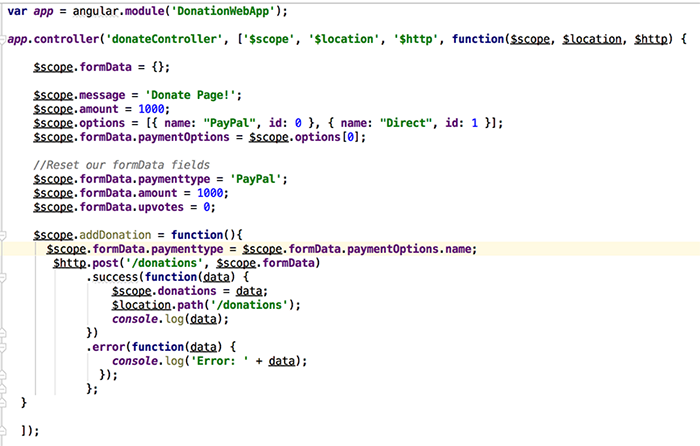 var app = angular.module('DonationWebApp');
app.controller('donateController', ['$scope', '$location', '$http', function($scope, $location, $http) {
$scope.formData = {};
$scope.message = 'Donate Page!';
$scope.amount = 1000;
$scope.options = [{ name: "PayPal", id: 0 }, { name: "Direct", id: 1 }];
$scope.formData.paymentOptions = $scope.options[0];
//Reset our formData fields
$scope.formData.paymenttype = 'PayPal';
$scope.formData.amount = 1000;
$scope.formData.upvotes = 0;
$scope.addDonation = function(){
$scope.formData.paymenttype = $scope.formData.paymentOptions.name;
$http.post('/donations', $scope.formData)
.success(function(data) {
$scope.donations = data;
$location.path('/donations');
console.log(data);
})
.error(function(data) {
console.log('Error: ' + data);
});
};
}
]);